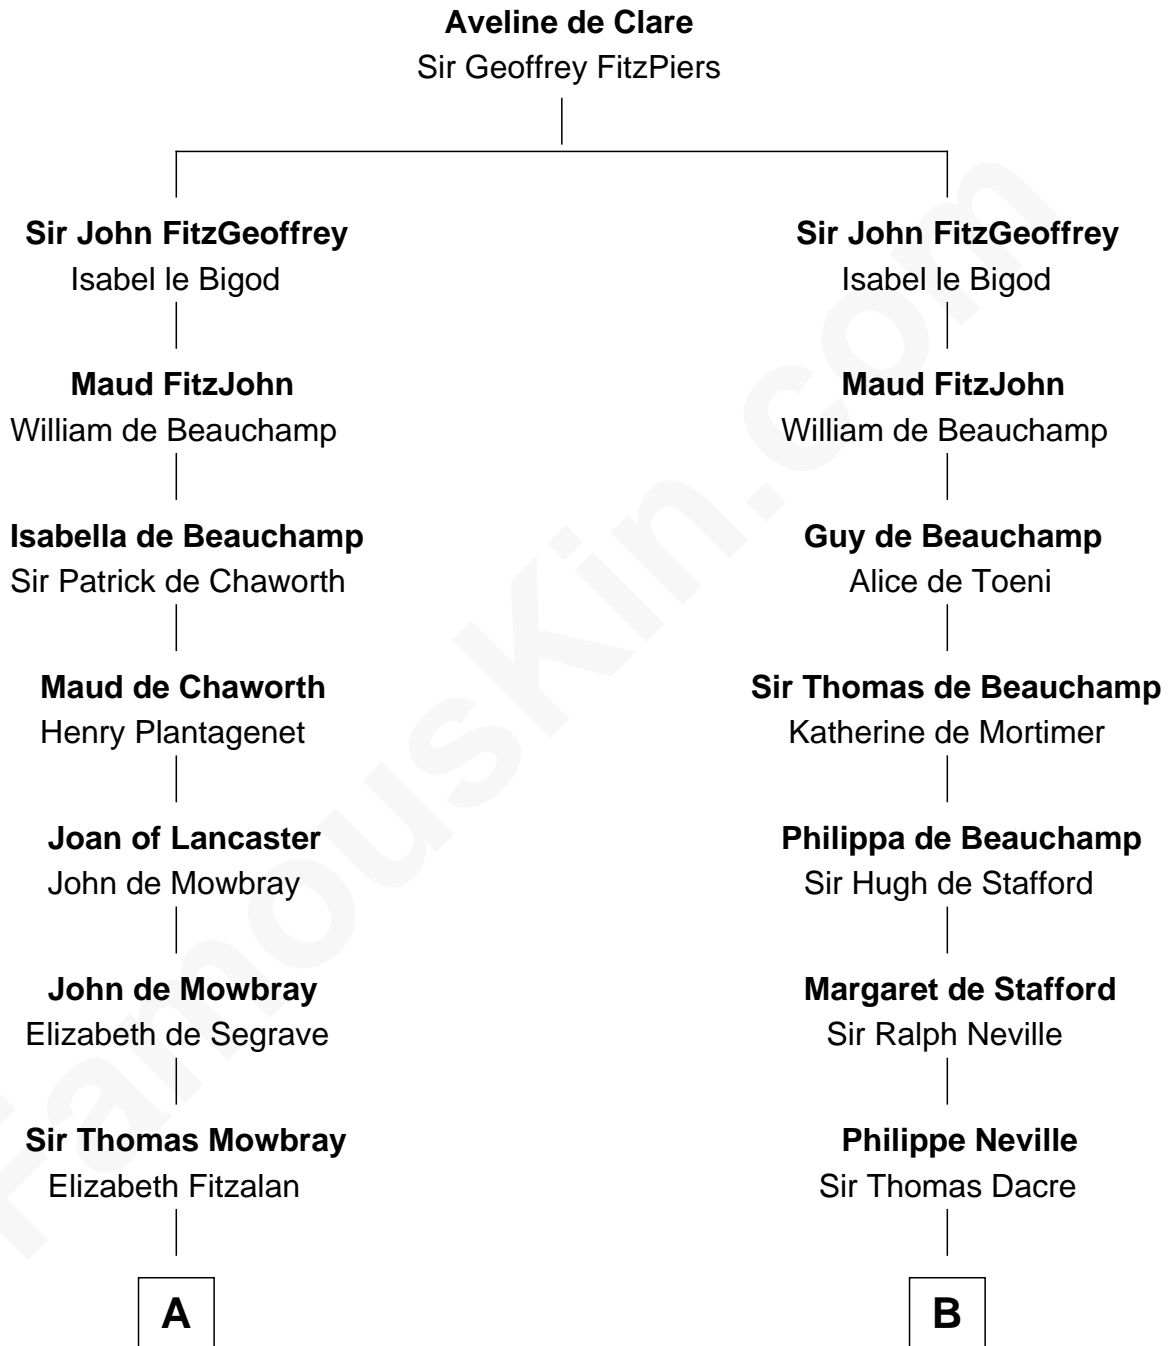 Aveline de Clare
Sir Geoffrey FitzPiers
Sir John FitzGeoffrey
Isabel le Bigod
Maud FitzJohn
William de Beauchamp
Isabella de Beauchamp
Sir Patrick de Chaworth
Maud de Chaworth
Henry Plantagenet
Joan of Lancaster
John de Mowbray
John de Mowbray
Elizabeth de Segrave
Sir Thomas Mowbray
Elizabeth Fitzalan
A
Sir John FitzGeoffrey
Isabel le Bigod
Maud FitzJohn
William de Beauchamp
Guy de Beauchamp
Alice de Toeni
Sir Thomas de Beauchamp
Katherine de Mortimer
Philippa de Beauchamp
Sir Hugh de Stafford
Margaret de Stafford
Sir Ralph Neville
Philippe Neville
Sir Thomas Dacre
B
FamousKin.com